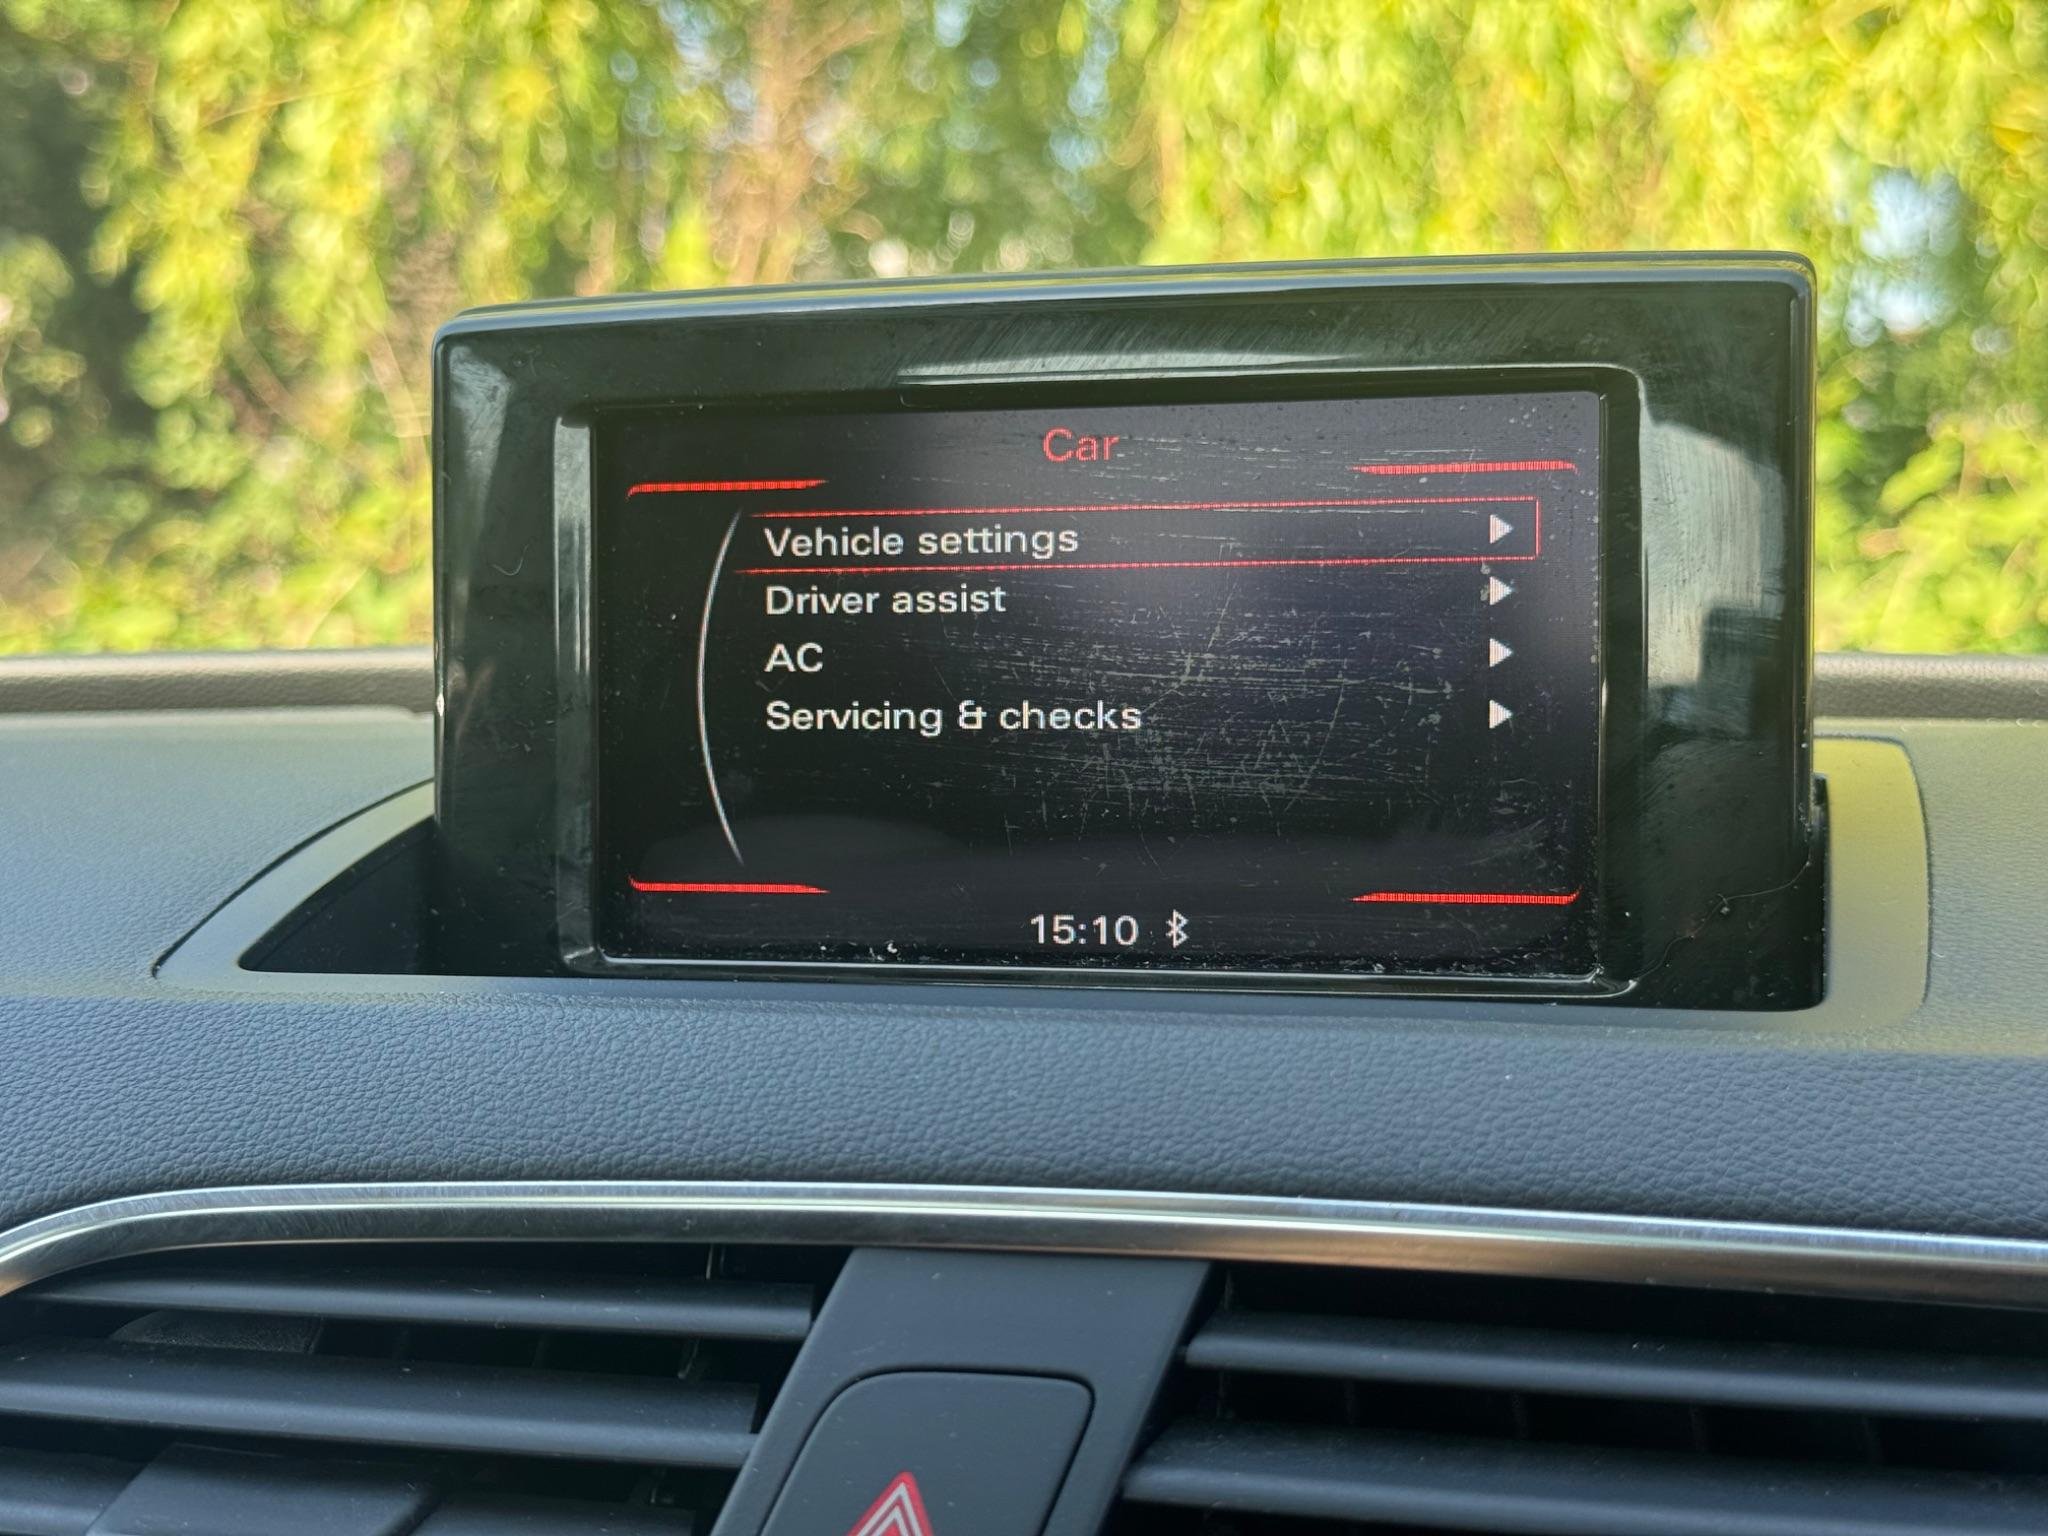 Car
Vehicle settings
Driver assist
AC
Servicing & checks
15:10